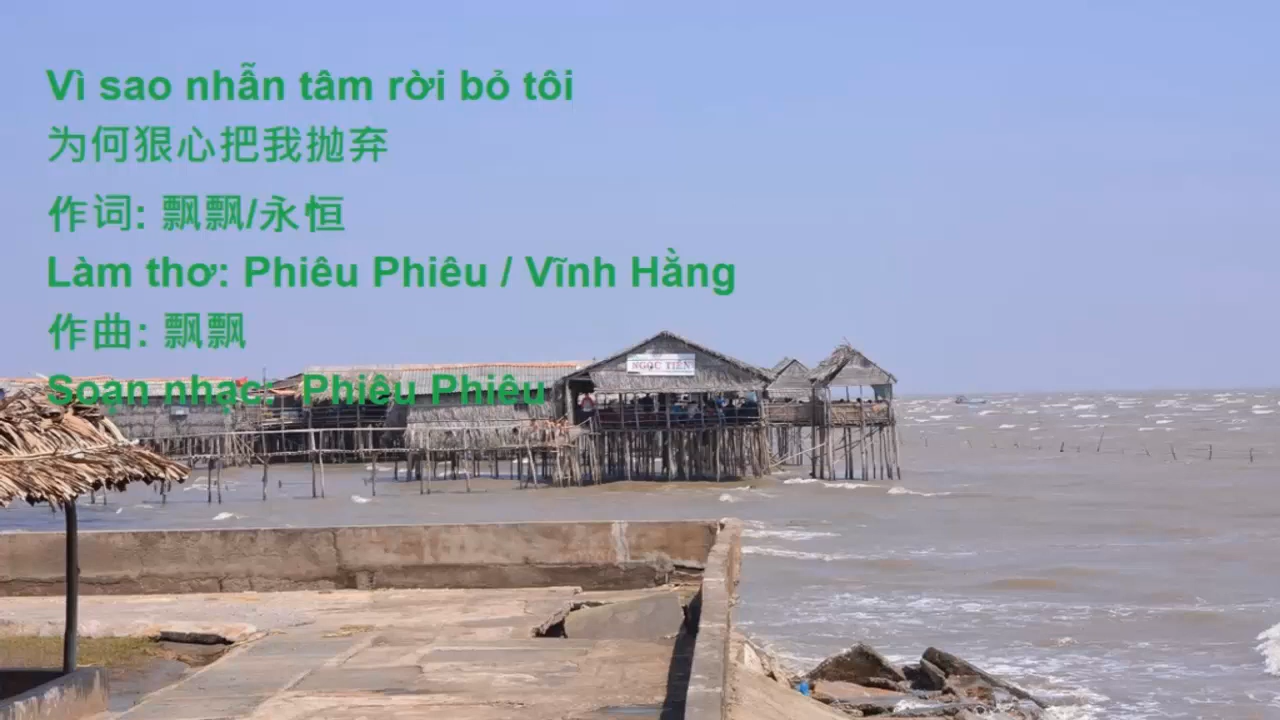 Vì sao nhẫn tâm rời bỏ tôi
为何狠心把我抛弃
作词: 飘飘/永恒
Làm thơ: Phiêu Phiêu / Vĩnh Hằng
作曲: 飘飘
Soạn nhạc: Phiêu Phiêu
NGỌC TIÊN